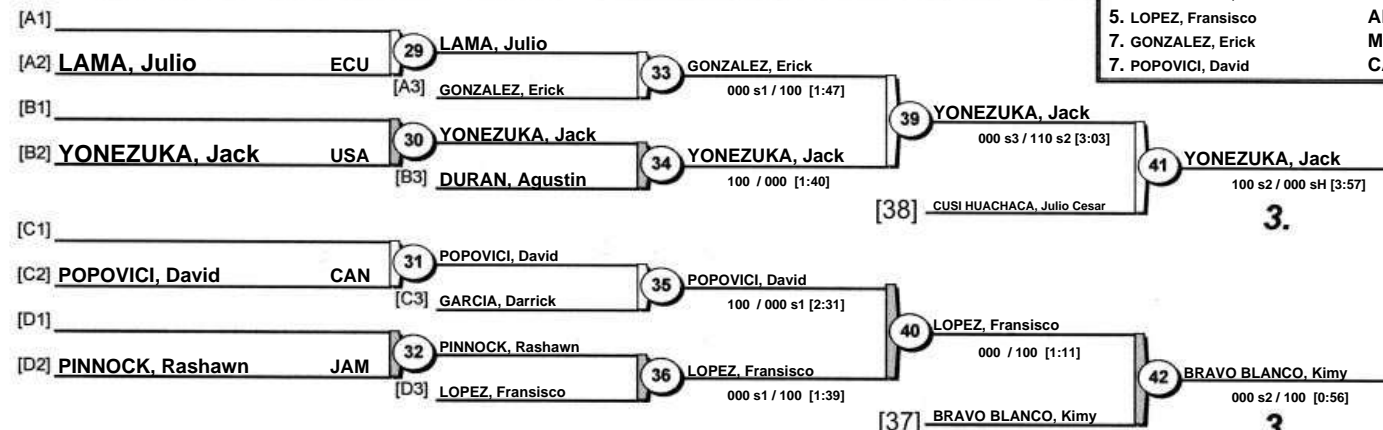 5. LOPEZ, Fransisco
7. GONZALEZ, Erick
7. POPOVICI, David
[A1]
[A2] LAMA, Julio ECU
29
LAMA, Julio
[A3] GONZALEZ, Erick
33
GONZALEZ, Erick
000 s1 / 100 [1:47]
[B1]
[B2] YONEZUKA, Jack USA
30
YONEZUKA, Jack
[B3] DURAN, Agustin
34
YONEZUKA, Jack
100 / 000 [1:40]
39
YONEZUKA, Jack
000 s3 / 110 s2 [3:03]
[38] CUSI HUACHACA, Julio Cesar
41
YONEZUKA, Jack
100 s2 / 000 sH [3:57]
3.
[C1]
[C2] POPOVICI, David CAN
31
POPOVICI, David
[C3] GARCIA, Darrick
35
POPOVICI, David
100 / 000 s1 [2:31]
[D1]
[D2] PINNOCK, Rashawn JAM
32
PINNOCK, Rashawn
[D3] LOPEZ, Fransisco
36
LOPEZ, Fransisco
000 s1 / 100 [1:39]
40
LOPEZ, Fransisco
000 / 100 [1:11]
[37] BRAVO BLANCO, Kimy
42
BRAVO BLANCO, Kimy
000 s2 / 100 [0:56]
3